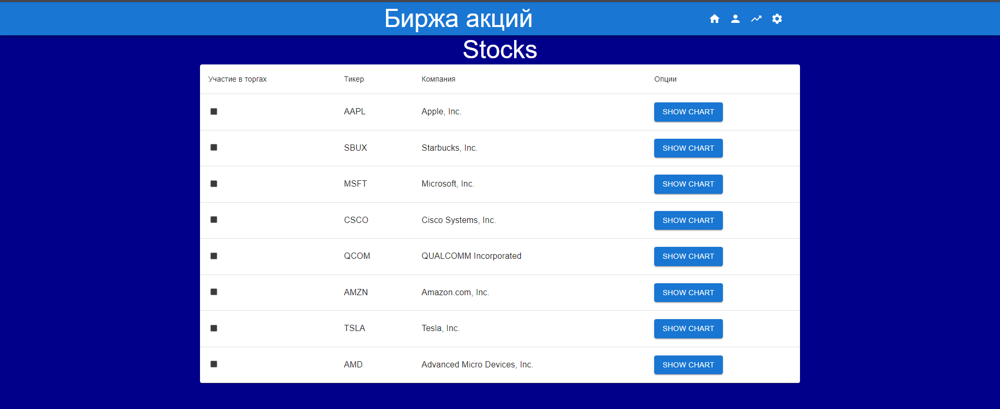 Биржа акций
Stocks
Участие в торгах Тикер Компания Опции
AAPL Apple, Inc. SHOW CHART
SBUX Starbucks, Inc. SHOW CHART
MSFT Microsoft, Inc. SHOW CHART
CSCO Cisco Systems, Inc. SHOW CHART
QCOM QUALCOMM Incorporated SHOW CHART
AMZN Amazon.com, Inc. SHOW CHART
TSLA Tesla, Inc. SHOW CHART
AMD Advanced Micro Devices, Inc. SHOW CHART